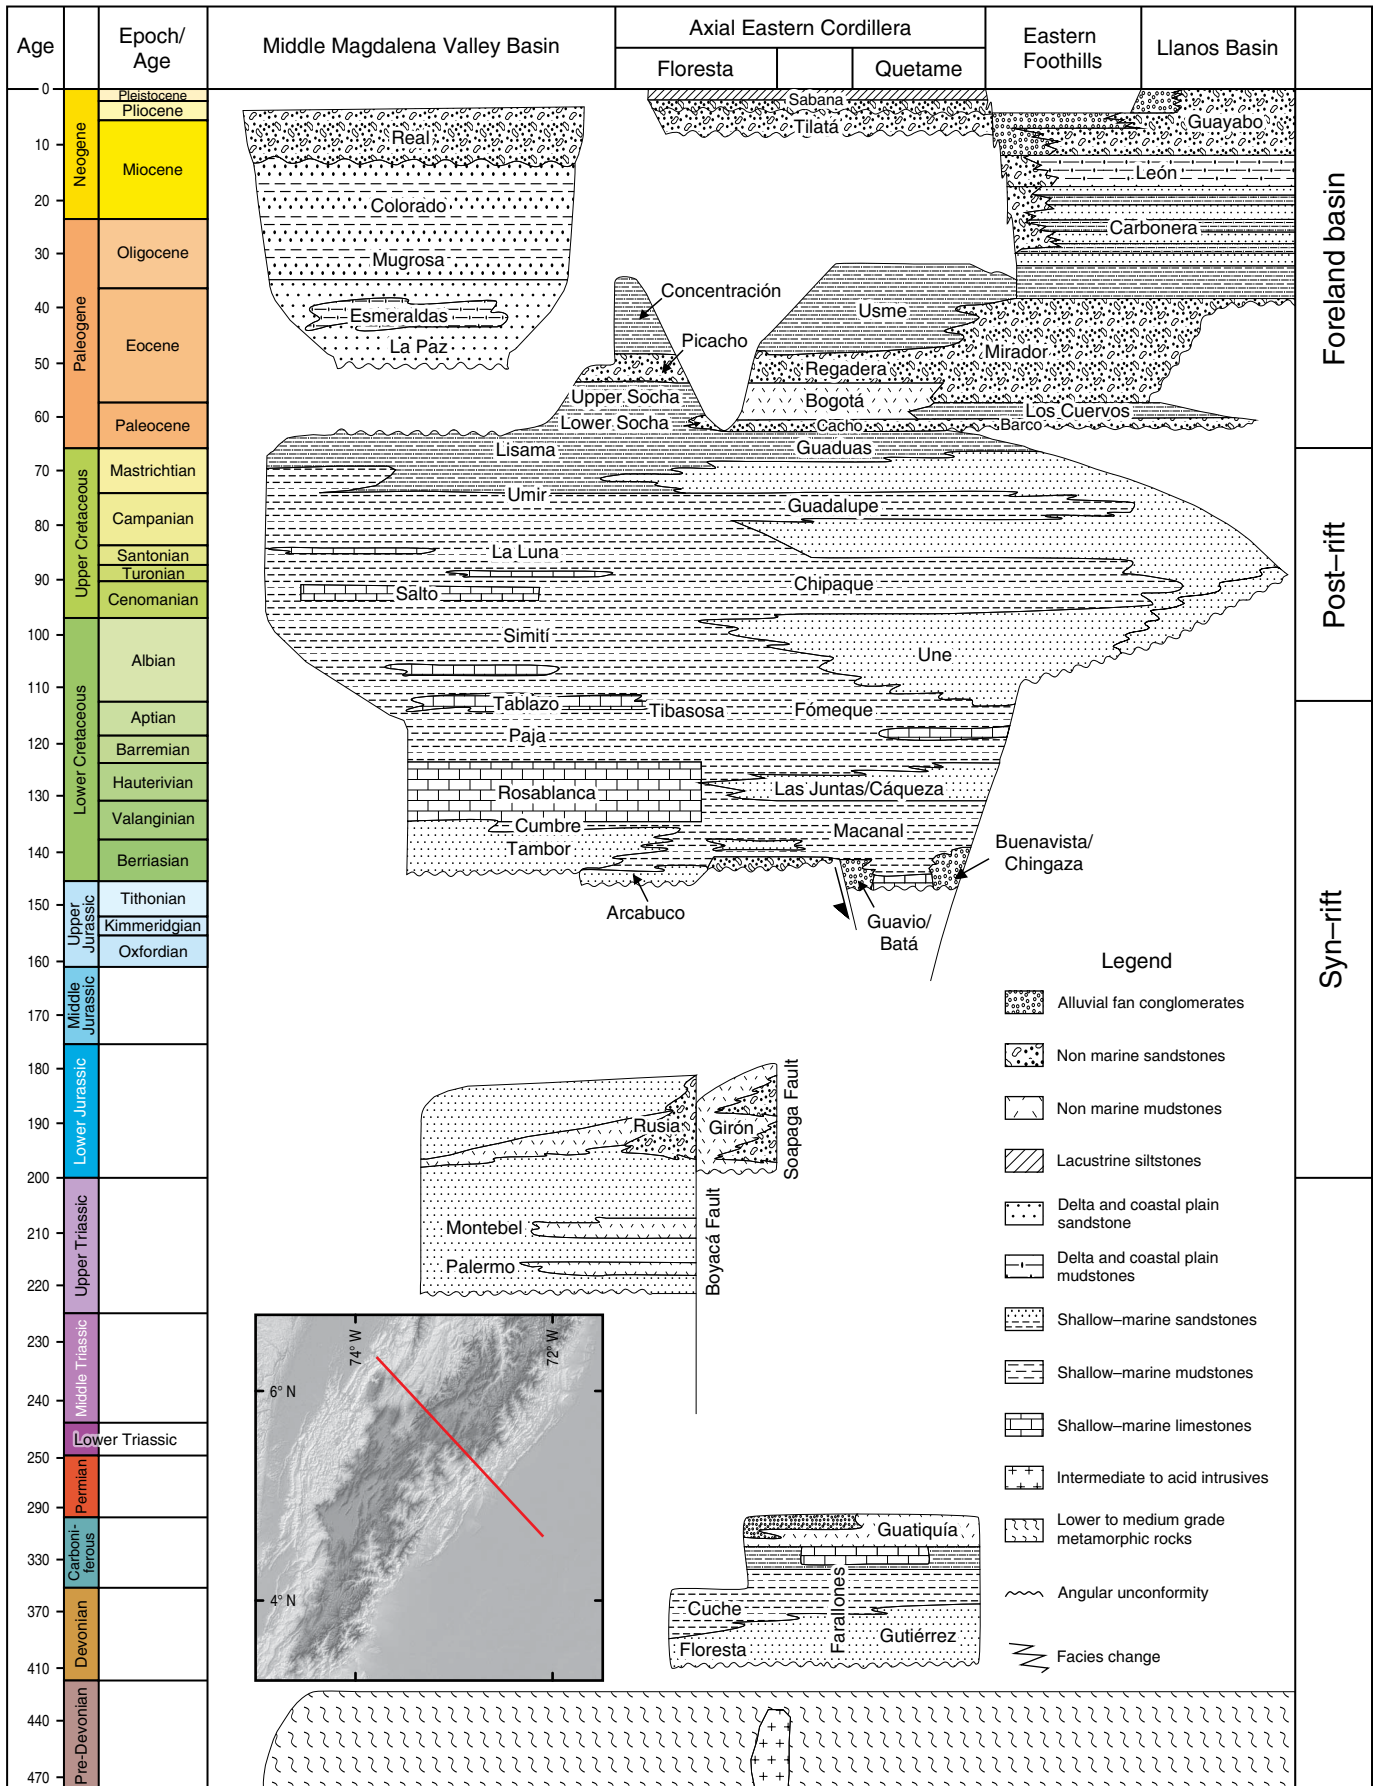 Age
Epoch/
Age
Middle Magdalena Valley Basin
Axial Eastern Cordillera
Floresta
Quetame
Eastern
Foothills
Llanos Basin
0
10
20
30
40
50
60
70
80
90
100
110
120
130
140
150
160
170
180
190
200
210
220
230
240
250
290
330
370
410
440
470
Neogene
Paleogene
Upper Cretaceous
Lower Cretaceous
Upper
Jurassic
Middle
Jurassic
Lower Jurassic
Upper Triassic
Middle Triassic
Lower Triassic
Permian
Carboni-
ferous
Devonian
Pre-Devonian
Pleistocene
Pliocene
Miocene
Oligocene
Eocene
Paleocene
Mastrichtian
Campanian
Santonian
Turonian
Cenomanian
Albian
Aptian
Barremian
Hauterivian
Valanginian
Berriasian
Tithonian
Kimmeridgian
Oxfordian
Sabana
Tilatá
Guayabo
Real
León
Colorado
Carbonera
Mugrosa
Concentración
Usme
Esmeraldas
Picacho
La Paz
Mirador
Regadera
Upper Socha
Bogotá
Los Cuervos
Lower Socha
Cacho
Barco
Lisama
Guaduas
Umir
Guadalupe
La Luna
Chipaque
Salto
Simití
Une
Tablazo
Tibasosa
Fómeque
Paja
Rosablanca
Las Juntas/Cáqueza
Cumbre
Macanal
Tambor
Buenavista/
Chingaza
Arcabuco
Guavio/
Batá
Rusia
Girón
Soapaga Fault
Boyacá Fault
Montebel
Palermo
Guatiquía
Farallones
Cuche
Floresta
Gutiérrez
74° W
72° W
6° N
4° N
Foreland basin
Post–rift
Syn–rift
Legend
Alluvial fan conglomerates
Non marine sandstones
Non marine mudstones
Lacustrine siltstones
Delta and coastal plain
sandstone
Delta and coastal plain
mudstones
Shallow–marine sandstones
Shallow–marine mudstones
Shallow–marine limestones
Intermediate to acid intrusives
Lower to medium grade
metamorphic rocks
Angular unconformity
Facies change